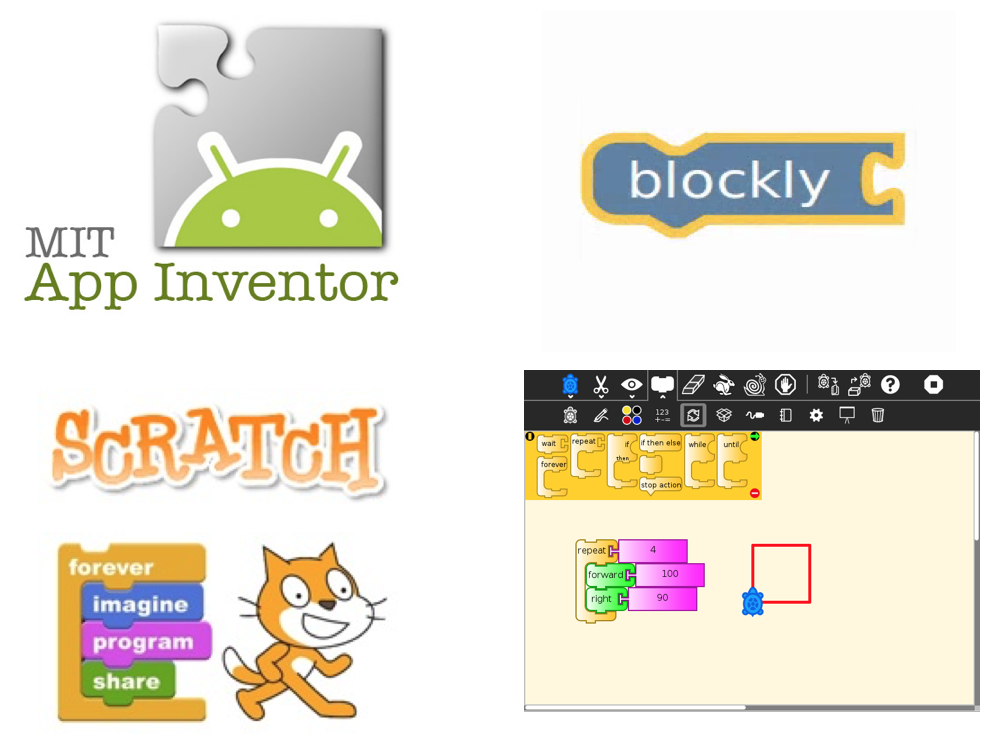 MIT
App Inventor
blockly
SCRATCH
forever
imagine
program
share
123
+-=
wait
repeat
if
then
if then else
while
until
forever
stop action
repeat 4
forward 100
right 90